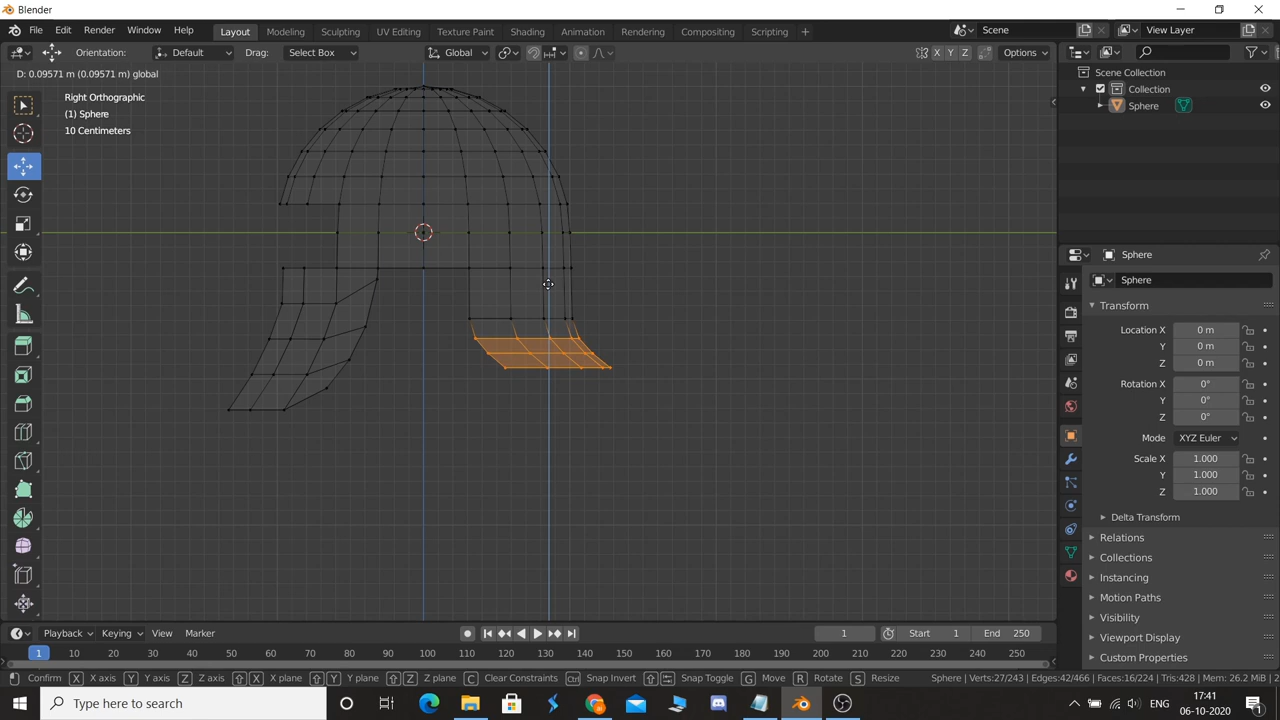 Blender
File Edit Render Window Help Layout Modeling Sculpting UV Editing Texture Paint Shading Animation Rendering Compositing Scripting + Scene View Layer
Orientation: Default Drag: Select Box Global X Y Z Options
D: 0.09571 m (0.09571 m) global
Right Orthographic
(1) Sphere
10 Centimeters
Scene Collection
Collection
Sphere
Sphere
Sphere
Transform
Location X 0 m
Y 0 m
Z 0 m
Rotation X 0°
Y 0°
Z 0°
Mode XYZ Euler
Scale X 1.000
Y 1.000
Z 1.000
Delta Transform
Relations
Collections
Instancing
Motion Paths
Visibility
Viewport Display
Custom Properties
Playback Keying View Marker 1 Start 1 End 250
1 10 20 30 40 50 60 70 80 90 100 110 120 130 140 150 160 170 180 190 200 210 220 230 240 250
Confirm X X axis Y Y axis Z Z axis X X plane Y Y plane Z Z plane C Clear Constraints Ctrl Snap Invert Snap Toggle G Move R Rotate S Resize Sphere | Verts:27/243 | Edges:42/466 | Faces:16/224 | Tris:428 | Mem: 26.2 MiB | 2
Type here to search
ENG
17:41
06-10-2020